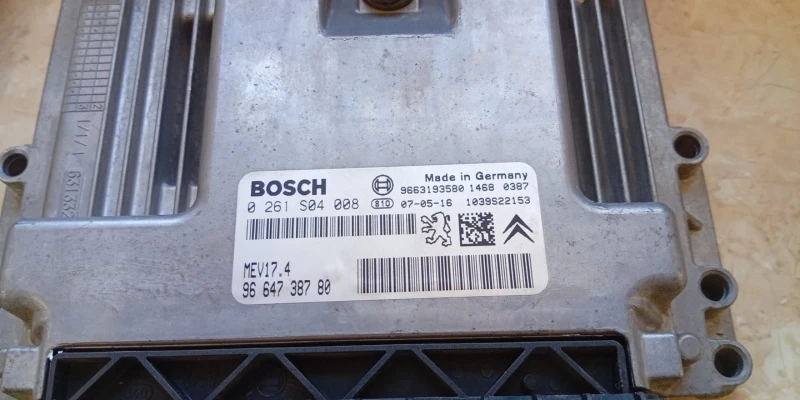 BOSCH
Made in Germany
9663193580 1468 0387
0 261 S04 008 610 07-05-16 1039S22153
MEV17.4
96 647 387 80